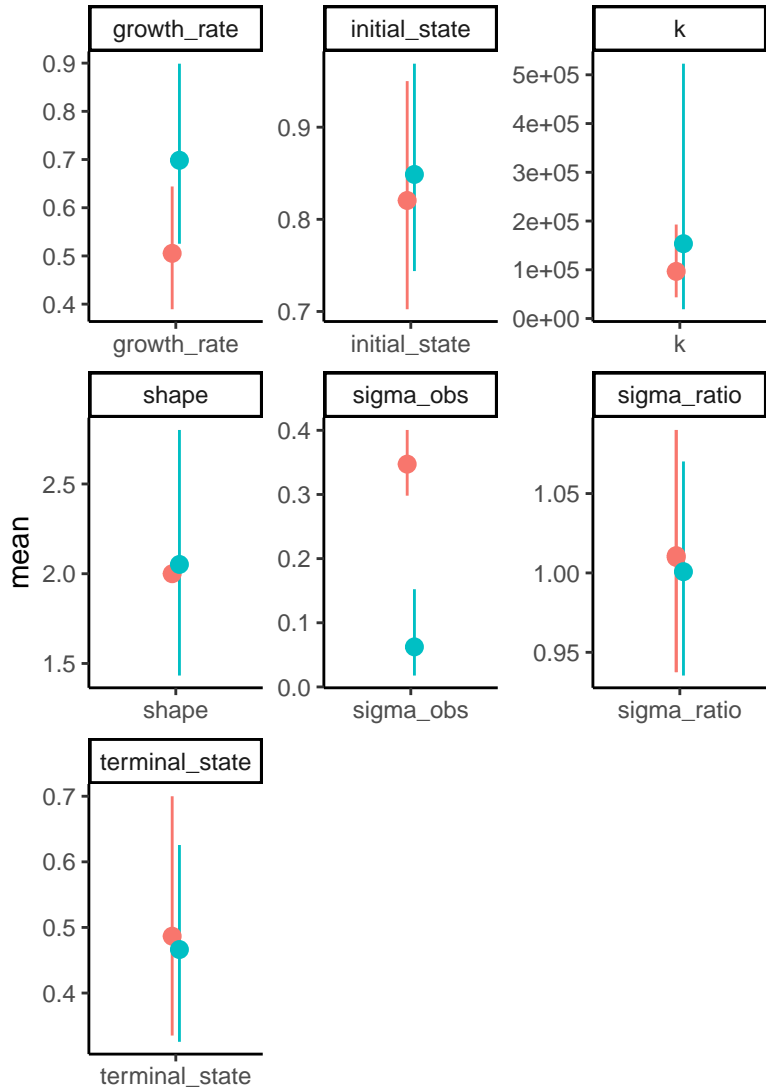 growth_rate
initial_state
k
0.9
0.8
0.7
0.6
0.5
0.4
growth_rate
0.9
0.8
0.7
initial_state
5e+05
4e+05
3e+05
2e+05
1e+05
0e+00
k
mean
shape
sigma_obs
sigma_ratio
2.5
2.0
1.5
shape
0.4
0.3
0.2
0.1
0.0
sigma_obs
1.05
1.00
0.95
sigma_ratio
terminal_state
0.7
0.6
0.5
0.4
terminal_state